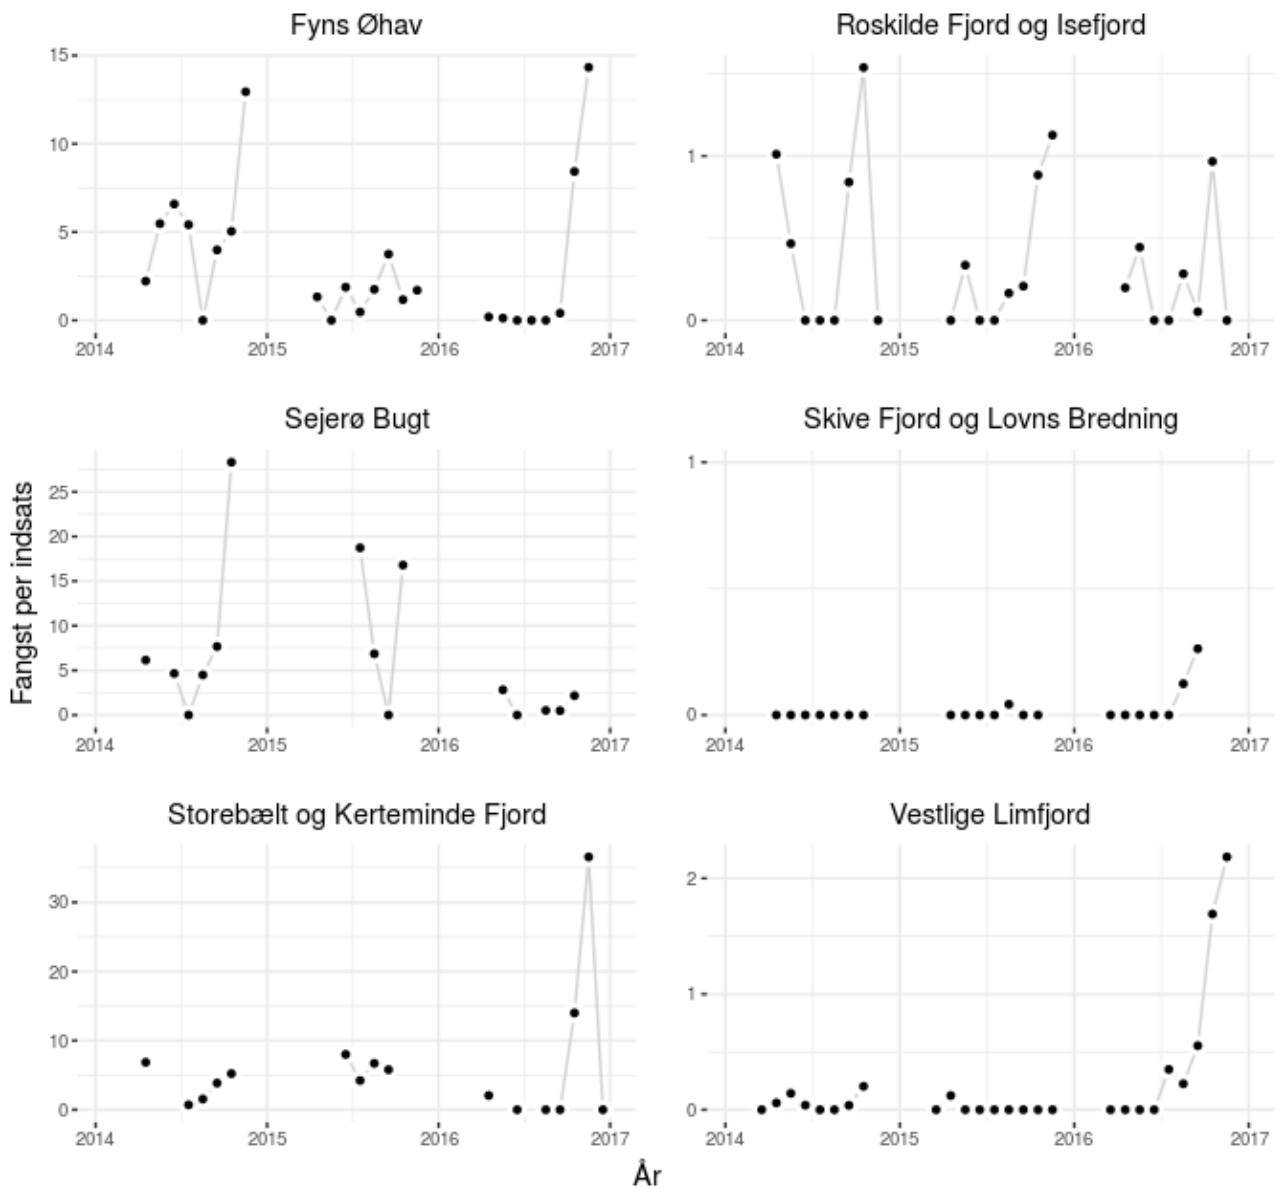 Fyns Øhav
Roskilde Fjord og Isefjord
15
10
5
0
1
0
2014 2015 2016 2017
2014 2015 2016 2017
Sejerø Bugt
Skive Fjord og Lovns Bredning
Fangst per indsats
25
20
15
10
5
0
1
0
2014 2015 2016 2017
2014 2015 2016 2017
Storebælt og Kerteminde Fjord
Vestlige Limfjord
30
20
10
0
2
1
0
2014 2015 2016 2017
2014 2015 2016 2017
År